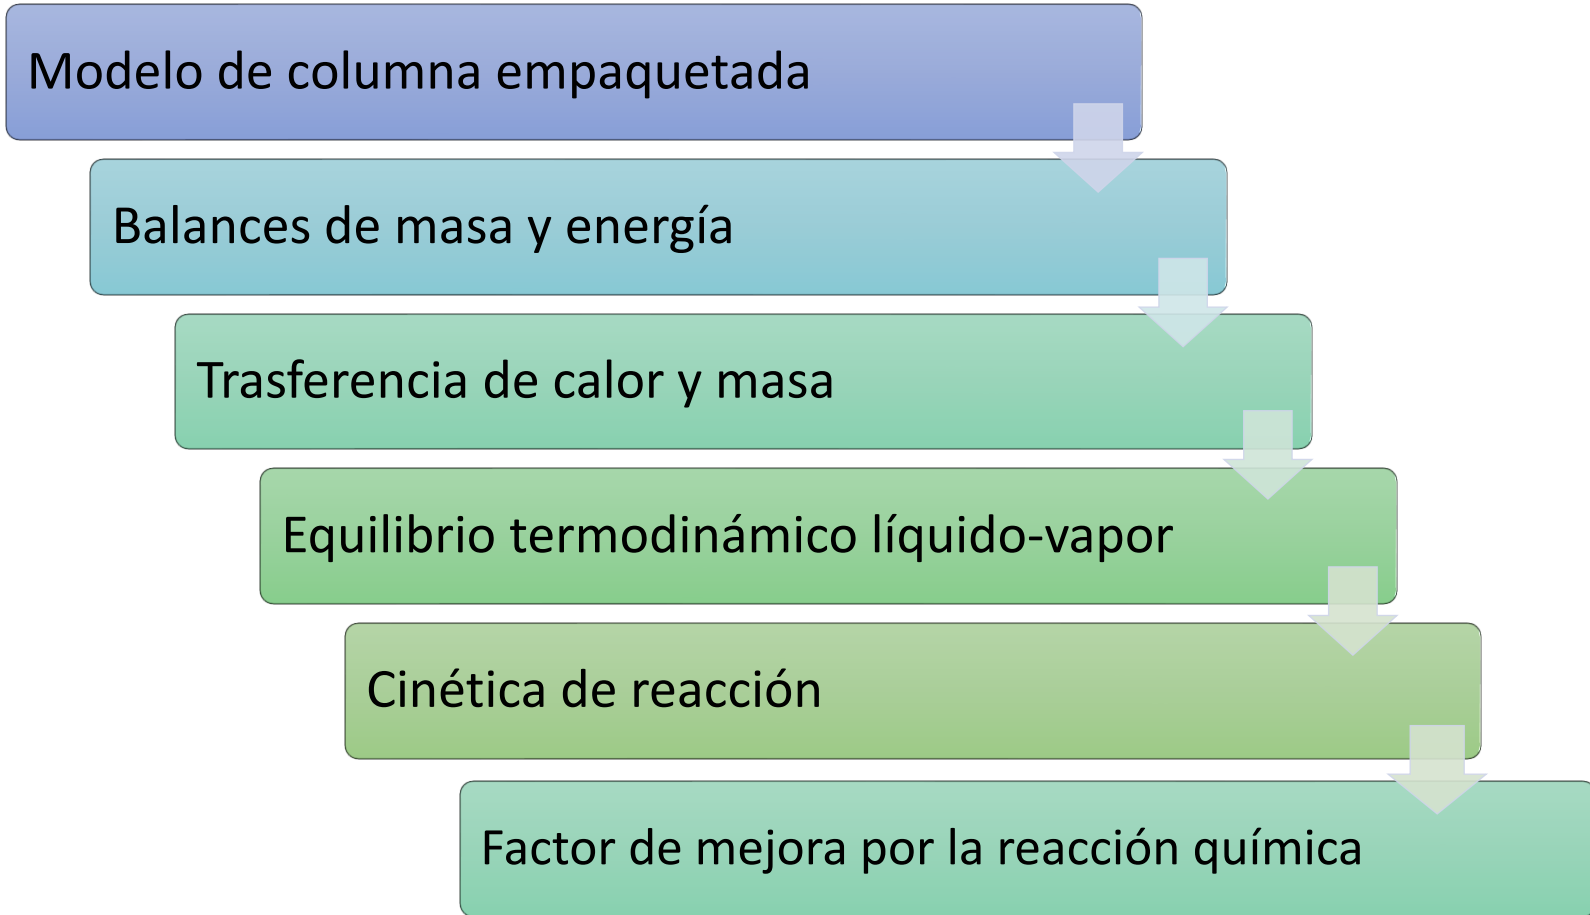 Modelo de columna empaquetada
Balances de masa y energía
Trasferencia de calor y masa
Equilibrio termodinámico líquido-vapor
Cinética de reacción
Factor de mejora por la reacción química